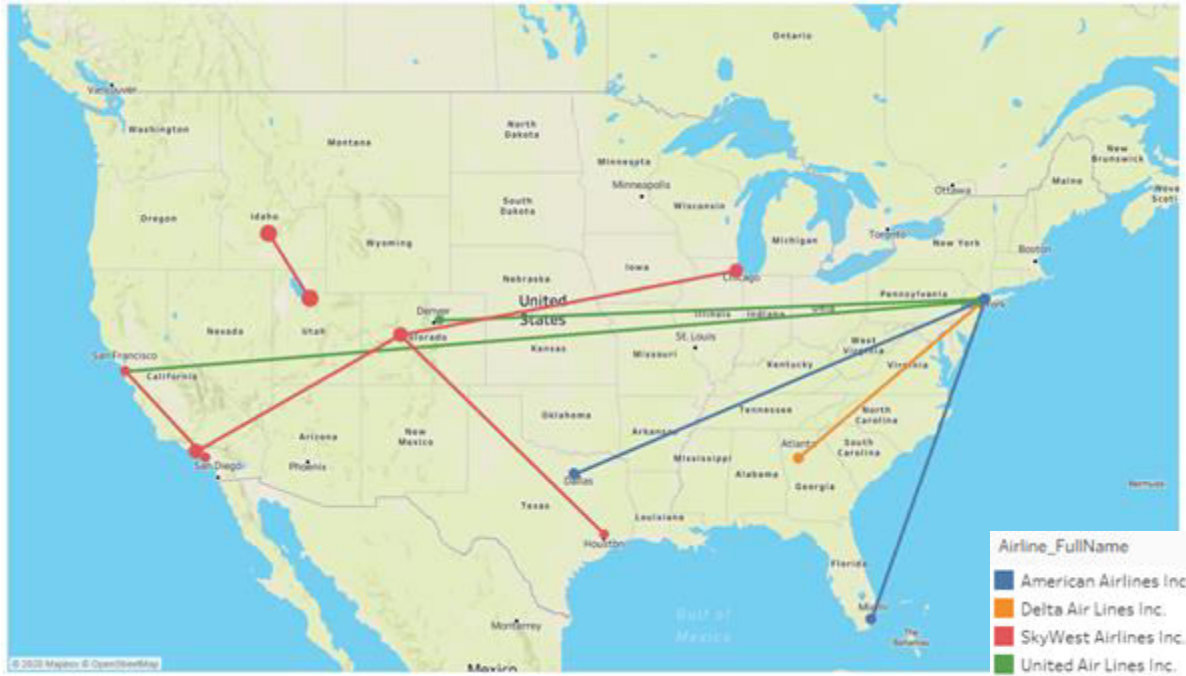 Ontario
Vancouver
Washington
North
Dakota
Montana
New
Brunswick
Minnesota
Maine
Minneapolis
Ottawa
South
Dakota
Wisconsin
Oregon
Idaho
Michigan
Toronto
New York
Wyoming
Boston
Iowa
Chicago
Nebraska
Pennsylvania
United
States
Denver
Illinois
Indiana
Ohio
Nevada
Utah
Colorado
St. Louis
San Francisco
Kansas
Missouri
West
Virginia
Virginia
California
Kentucky
Tennessee
North
Carolina
Oklahoma
Arizona
New
Mexico
Arkansas
Atlanta
South
Carolina
San Diego
Phoenix
Mississippi
Alabama
Dallas
Georgia
Bermuda
Texas
Louisiana
Houston
Florida
Miami
Gulf of
Mexico
Monterrey
The
Bahamas
Mexico
© 2020 Mapbox © OpenStreetMap
Airline_FullName
American Airlines Inc
Delta Air Lines Inc.
SkyWest Airlines Inc.
United Air Lines Inc.